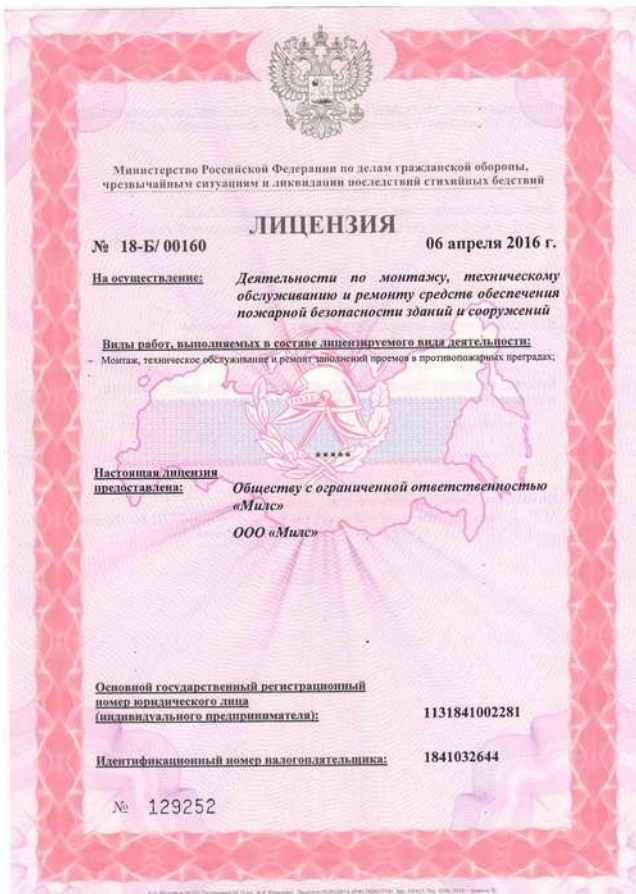 Министерство Российской Федерации по делам гражданской обороны,
чрезвычайным ситуациям и ликвидации последствий стихийных бедствий
ЛИЦЕНЗИЯ
№ 18-Б/ 00160 06 апреля 2016 г.
На осуществление: Деятельности по монтажу, техническому
обслуживанию и ремонту средств обеспечения
пожарной безопасности зданий и сооружений
Виды работ, выполняемых в составе лицензируемого вида деятельности:
– Монтаж, техническое обслуживание и ремонт заполнений проемов в противопожарных преградах;
*****
Настоящая лицензия
предоставлена: Обществу с ограниченной ответственностью
«Милс»
ООО «Милс»
Основной государственный регистрационный
номер юридического лица
(индивидуального предпринимателя): 1131841002281
Идентификационный номер налогоплательщика: 1841032644
№ 129252